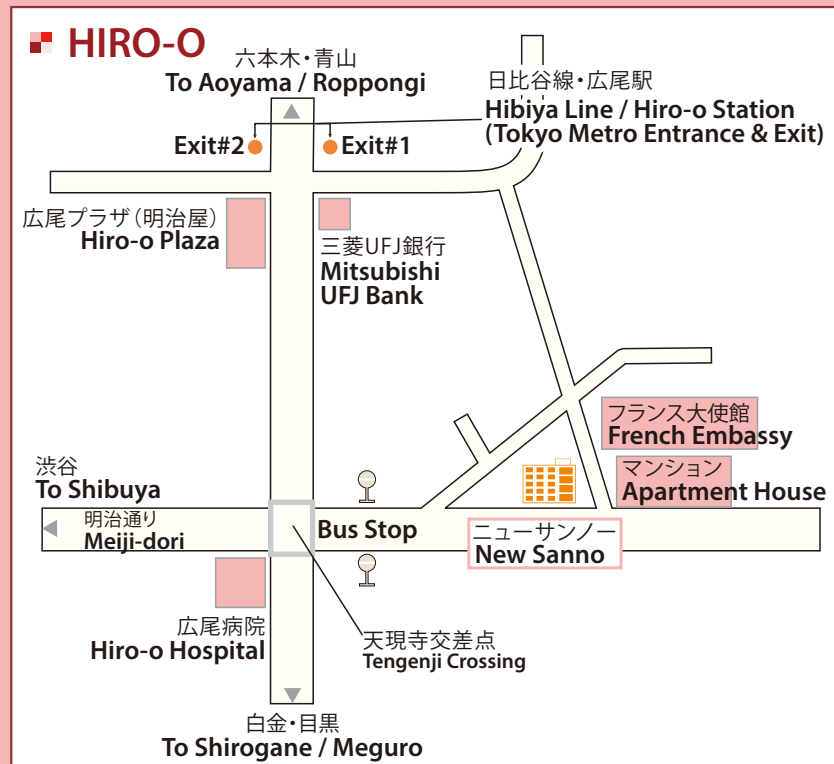 HIRO-O
六本木・青山
To Aoyama / Roppongi
日比谷線・広尾駅
Hibiya Line / Hiro-o Station
(Tokyo Metro Entrance & Exit)
Exit#2
Exit#1
広尾プラザ（明治屋）
Hiro-o Plaza
三菱UFJ銀行
Mitsubishi
UFJ Bank
フランス大使館
French Embassy
マンション
Apartment House
渋谷
To Shibuya
明治通り
Meiji-dori
Bus Stop
ニューサンノー
New Sanno
広尾病院
Hiro-o Hospital
天現寺交差点
Tengenji Crossing
白金・目黒
To Shirogane / Meguro